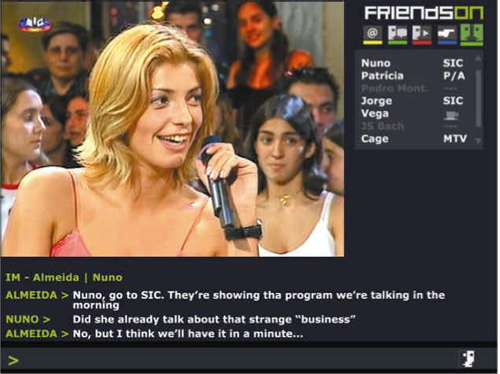 SIC
FRIENDSON
@
Nuno SIC
Patrícia P/A
Pedro Mont. ---
Jorge SIC
Vega
JS Bach ---
Cage MTV
IM - Almeida | Nuno
ALMEIDA > Nuno, go to SIC. They're showing tha program we're talking in the
morning
NUNO > Did she already talk about that strange "business"
ALMEIDA > No, but I think we'll have it in a minute...
>